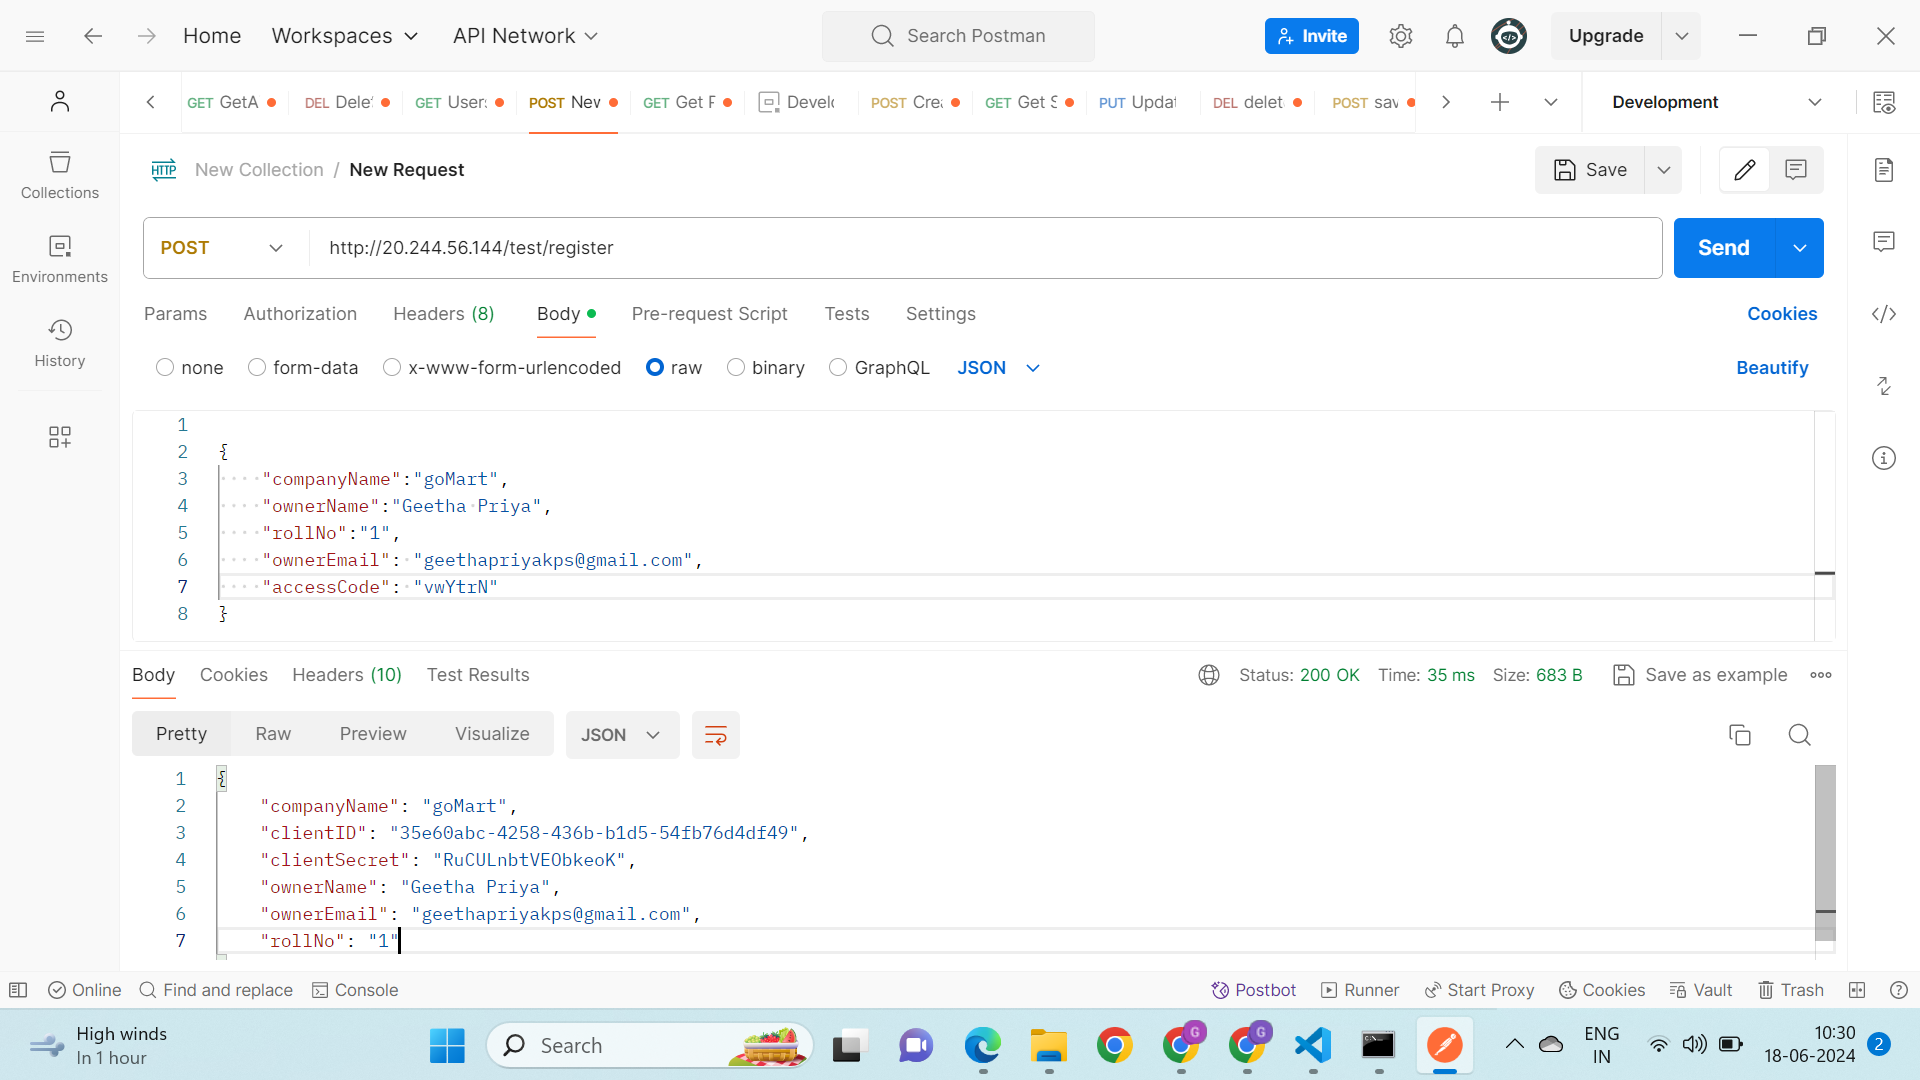 Home Workspaces API Network Search Postman Invite Upgrade
GET GetA DEL Dele GET User POST New GET Get Develo POST Cre GET Get S PUT Updat DEL delet POST sav Development
HTTP New Collection / New Request Save
POST http://20.244.56.144/test/register Send
Params Authorization Headers (8) Body Pre-request Script Tests Settings Cookies
none form-data x-www-form-urlencoded raw binary GraphQL JSON Beautify
Collections
Environments
History
1
2 {
3 "companyName":"goMart",
4 "ownerName":"Geetha Priya",
5 "rollNo":"1",
6 "ownerEmail": "geethapriyakps@gmail.com",
7 "accessCode": "vwYtrN"
8 }
Body Cookies Headers (10) Test Results Status: 200 OK Time: 35 ms Size: 683 B Save as example
Pretty Raw Preview Visualize JSON
1 {
2 "companyName": "goMart",
3 "clientID": "35e60abc-4258-436b-b1d5-54fb76d4df49",
4 "clientSecret": "RuCULnbtVEObkeoK",
5 "ownerName": "Geetha Priya",
6 "ownerEmail": "geethapriyakps@gmail.com",
7 "rollNo": "1"
Online Find and replace Console Postbot Runner Start Proxy Cookies Vault Trash
High winds
In 1 hour
Search
G
G
ENG
IN
10:30
18-06-2024
2